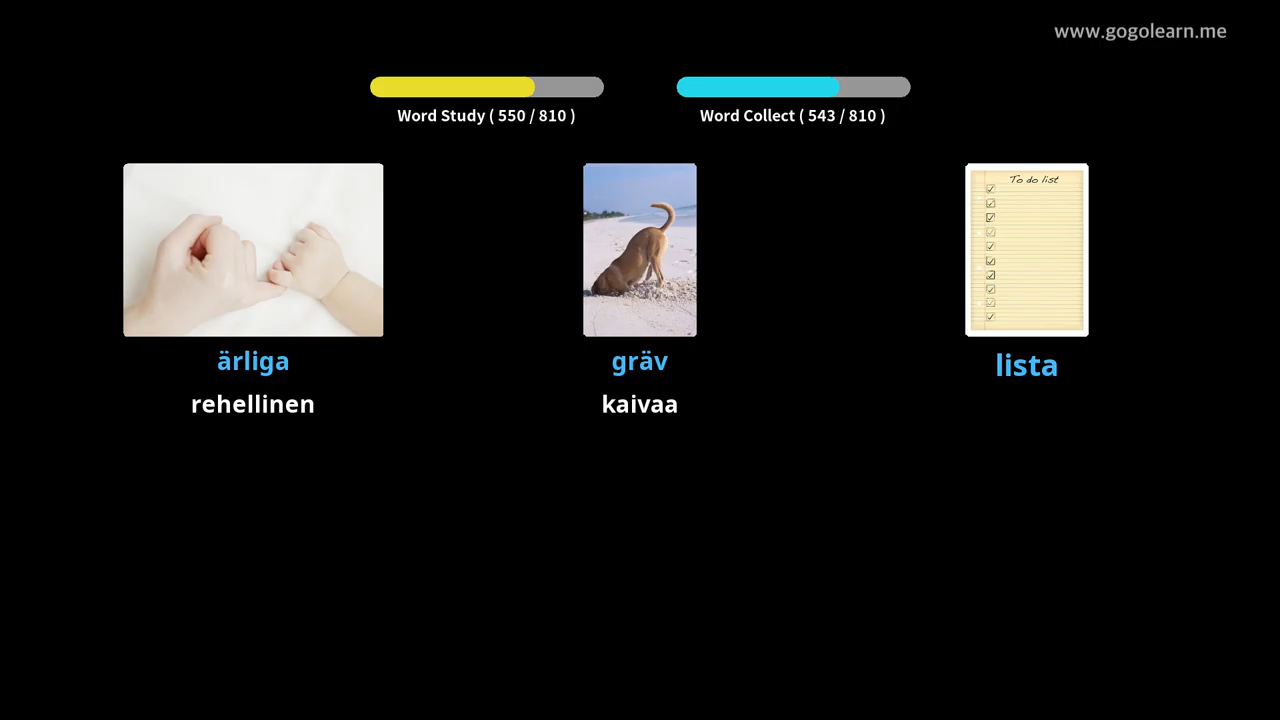 www.gogolearn.me
Word Study ( 550 / 810 )
Word Collect ( 543 / 810 )
To do list
ärliga
gräv
lista
rehellinen
kaivaa